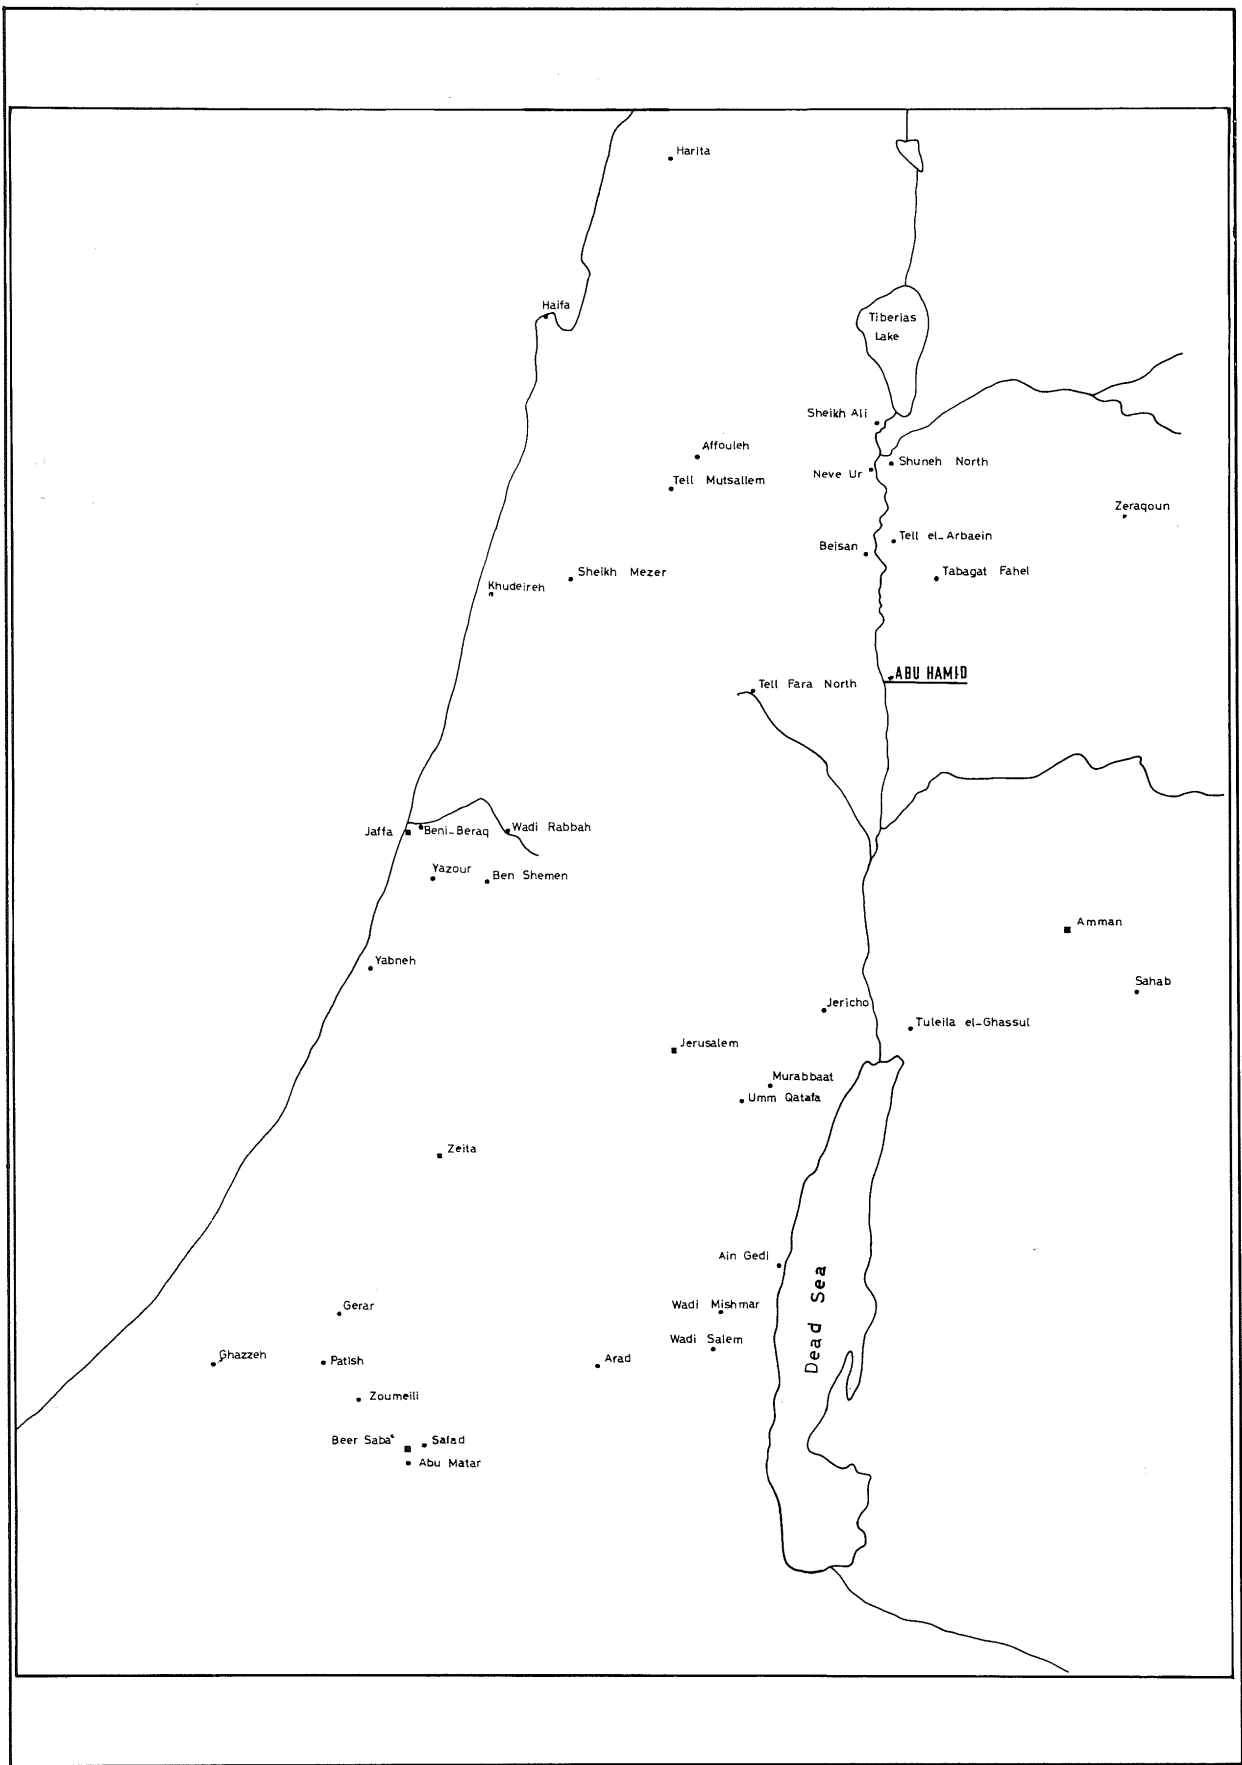 Harita
Haifa
Tiberias
Lake
Sheikh Ali
Affouleh
Shuneh North
Neve Ur
Tell Mutsallem
Zeraqoun
Tell el-Arbaein
Beisan
Sheikh Mezer
Tabagat Fahel
Khudeireh
ABU HAMID
Tell Fara North
Jaffa
Beni-Beraq
Wadi Rabbah
Yazour
Ben Shemen
Amman
Yabneh
Sahab
Jericho
Tuleila el-Ghassul
Jerusalem
Murabbaat
Umm Qatafa
Zeita
Ain Gedi
Dead Sea
Wadi Mishmar
Gerar
Wadi Salem
Ghazzeh
Patish
Arad
Zoumeili
Beer Saba'
Safad
Abu Matar